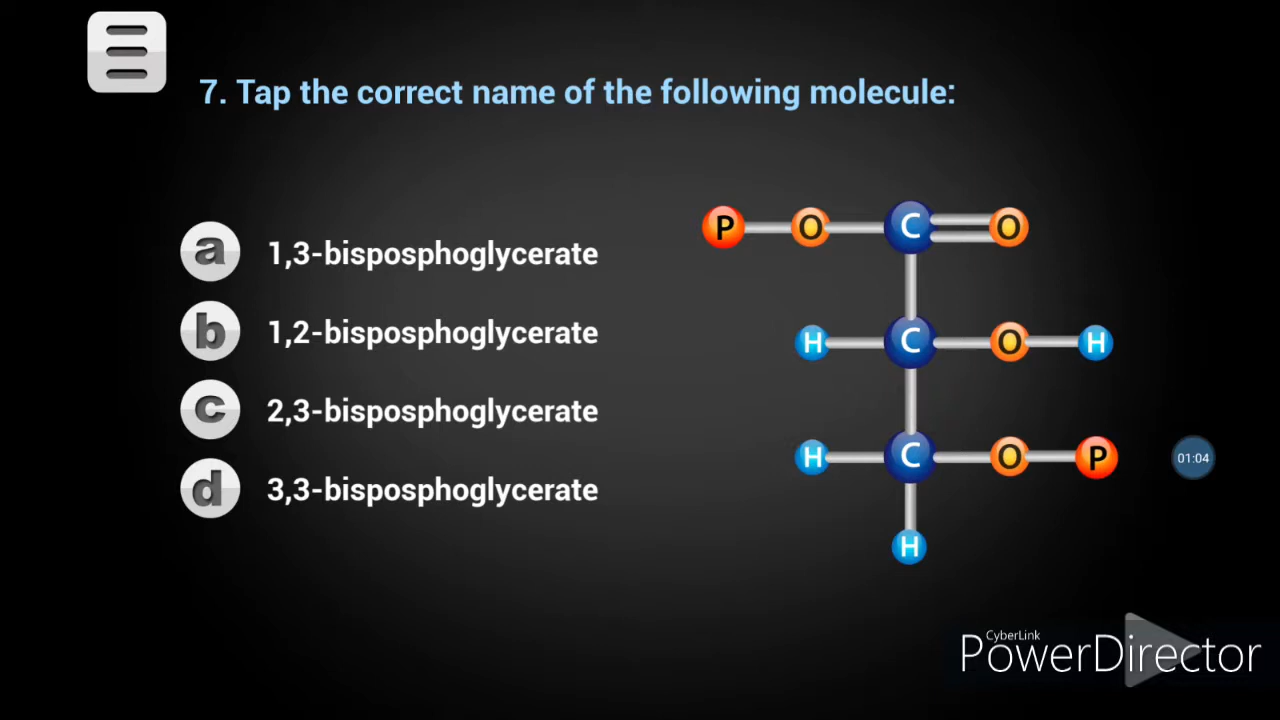 7. Tap the correct name of the following molecule:
a 1,3-bisposphoglycerate
b 1,2-bisposphoglycerate
c 2,3-bisposphoglycerate
d 3,3-bisposphoglycerate
P O C O
H C O H
H C O P
H
01:04
CyberLink
PowerDirector